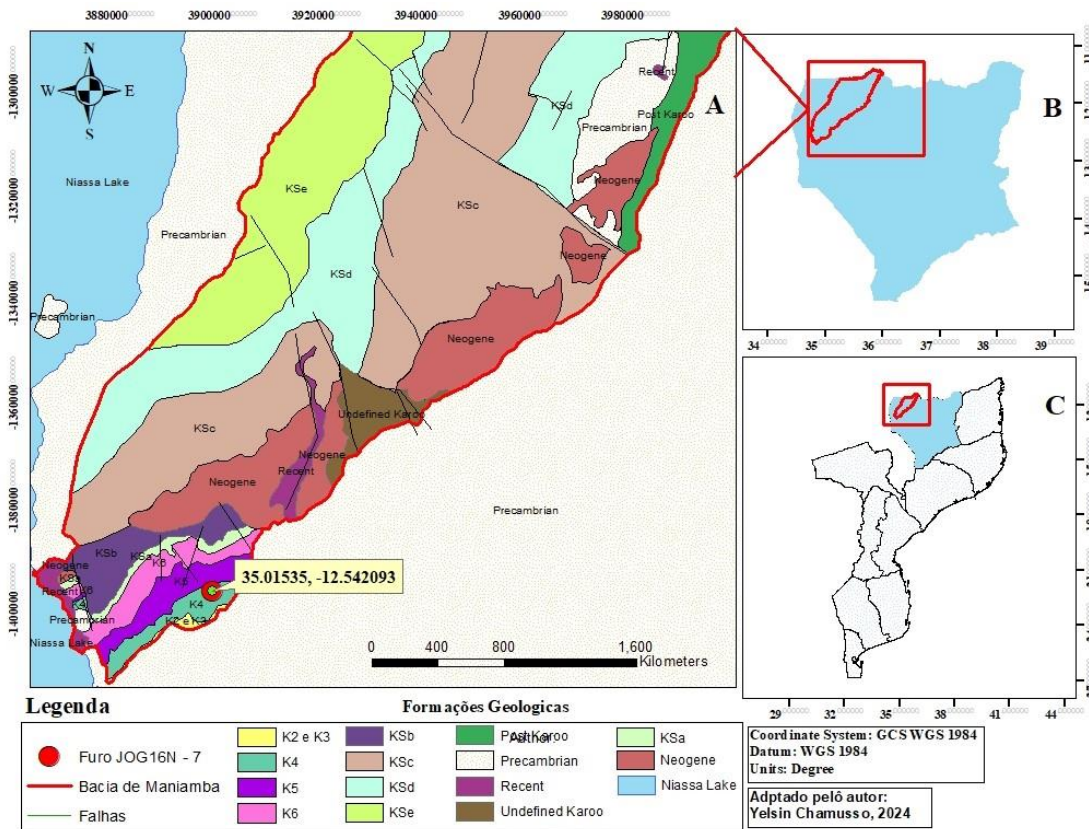 3880000 3900000 3920000 3940000 3960000 3980000
-1300000
-1320000
-1340000
-1360000
-1380000
-1400000
N
W E
S
A
Niassa Lake
Precambrian
Precambrian
KSe
KSd
KSc
KSd
Recent
Precambrian
Post Karoo
Neogene
Neogene
Neogene
Undefined Karoo
KSc
Neogene
Recent
Neogene
Precambrian
KSb
KSa
K6
K5
K4
K2 e K3
Neogene
KSa
Recent
K6
K4
Precambrian
Niassa Lake
35.01535, -12.542093
0 400 800 1,600
Kilometers
B
34 35 36 37 38 39
C
29 32 35 38 41 44
Legenda
Furo JOG16N - 7
Bacia de Maniamba
Falhas
Formações Geologicas
K2 e K3
K4
K5
K6
KSb
KSc
KSd
KSe
Post Karoo
Author
Precambrian
Recent
Undefined Karoo
KSa
Neogene
Niassa Lake
Coordinate System: GCS WGS 1984
Datum: WGS 1984
Units: Degree
Adptado pelô autor:
Yelsin Chamusso, 2024